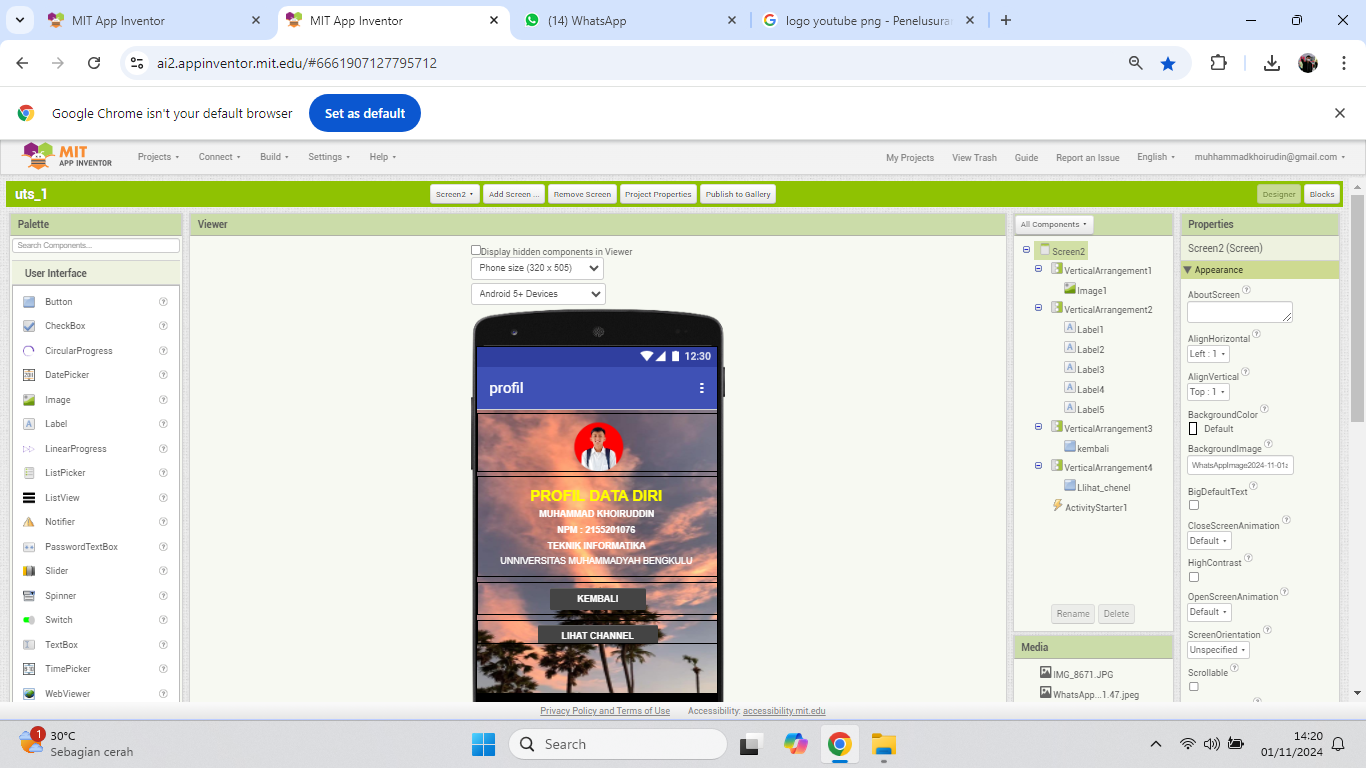 MIT App Inventor
MIT App Inventor
(14) WhatsApp
logo youtube png - Penelusura
ai2.appinventor.mit.edu/#6661907127795712
Google Chrome isn't your default browser
Set as default
MIT
APP INVENTOR
Projects
Connect
Build
Settings
Help
My Projects
View Trash
Guide
Report an Issue
English
muhhammadkhoirudin@gmail.com
uts_1
Screen2
Add Screen ...
Remove Screen
Project Properties
Publish to Gallery
Designer
Blocks
Palette
Search Components...
User Interface
Button
CheckBox
CircularProgress
DatePicker
Image
Label
LinearProgress
ListPicker
ListView
Notifier
PasswordTextBox
Slider
Spinner
Switch
TextBox
TimePicker
WebViewer
Viewer
Display hidden components in Viewer
Phone size (320 x 505)
Android 5+ Devices
12:30
profil
PROFIL DATA DIRI
MUHAMMAD KHOIRUDDIN
NPM : 2155201076
TEKNIK INFORMATIKA
UNNIVERSITAS MUHAMMADYAH BENGKULU
KEMBALI
LIHAT CHANNEL
All Components
Screen2
VerticalArrangement1
Image1
VerticalArrangement2
Label1
Label2
Label3
Label4
Label5
VerticalArrangement3
kembali
VerticalArrangement4
Llihat_chenel
ActivityStarter1
Rename
Delete
Media
IMG_8671.JPG
WhatsApp...1.47.jpeg
Properties
Screen2 (Screen)
Appearance
AboutScreen
AlignHorizontal
Left : 1
AlignVertical
Top : 1
BackgroundColor
Default
BackgroundImage
WhatsAppImage2024-11-01a
BigDefaultText
CloseScreenAnimation
Default
HighContrast
OpenScreenAnimation
Default
ScreenOrientation
Unspecified
Scrollable
Privacy Policy and Terms of Use
Accessibility: accessibility.mit.edu
1
30°C
Sebagian cerah
Search
14:20
01/11/2024